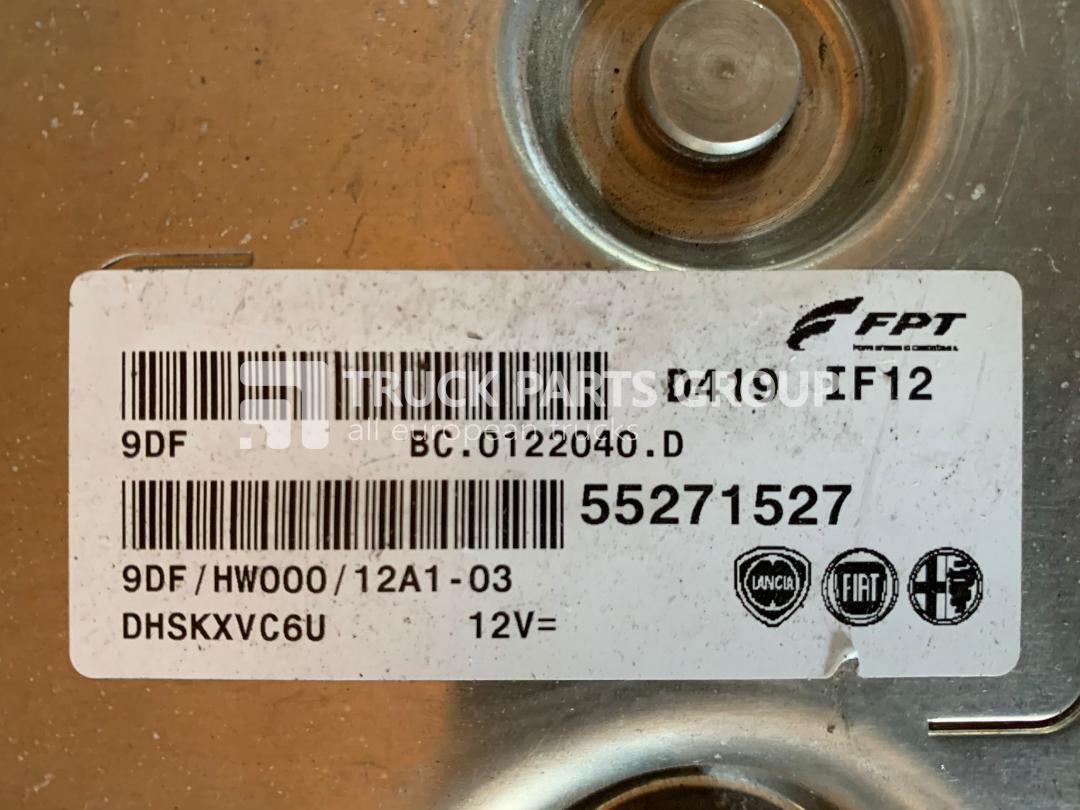 FPT
D419 IF12
TRUCK PARTS GROUP
all european trucks
9DF BC.0122040.D
55271527
9DF/HW000/12A1-03
DHSKXVC6U 12V=
LANCIA FIAT